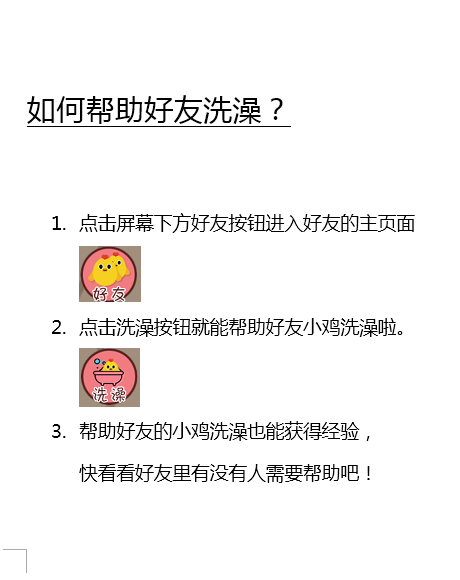 如何帮助好友洗澡？
1. 点击屏幕下方好友按钮进入好友的主页面
好友
2. 点击洗澡按钮就能帮助好友小鸡洗澡啦。
洗澡
3. 帮助好友的小鸡洗澡也能获得经验，
快看看好友里有没有人需要帮助吧！